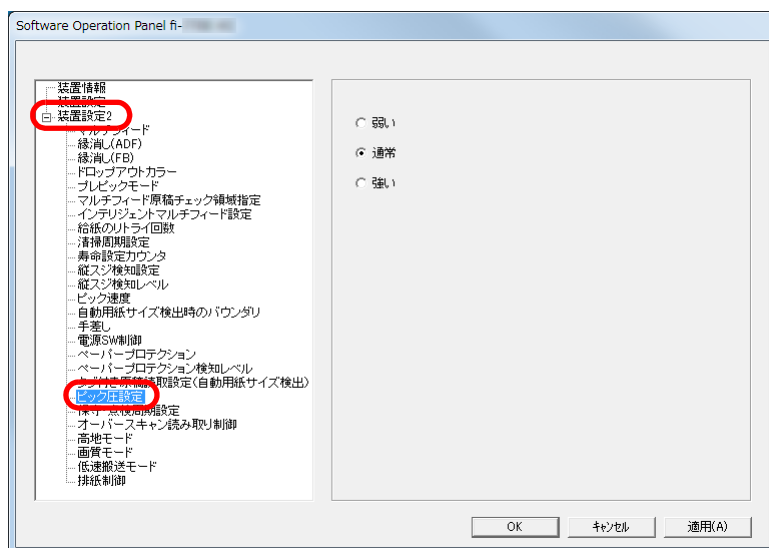 Software Operation Panel fi-
装置情報
装置設定
装置設定2
マルチフィード
縁消し(ADF)
縁消し(FB)
ドロップアウトカラー
プレピックモード
マルチフィード原稿チェック領域指定
インテリジェントマルチフィード設定
給紙のリトライ回数
清掃周期設定
寿命設定カウンタ
縦スジ検知設定
縦スジ検知レベル
ピック速度
自動用紙サイズ検出時のバウンダリ
手差し
電源SW制御
ペーパープロテクション
ペーパープロテクション検知レベル
タブ付き原稿読取設定(自動用紙サイズ検出)
ピック圧設定
保守・点検周期設定
オーバースキャン読み取り制御
高地モード
画質モード
低速搬送モード
排紙制御
弱い
通常
強い
OK
キャンセル
適用(A)